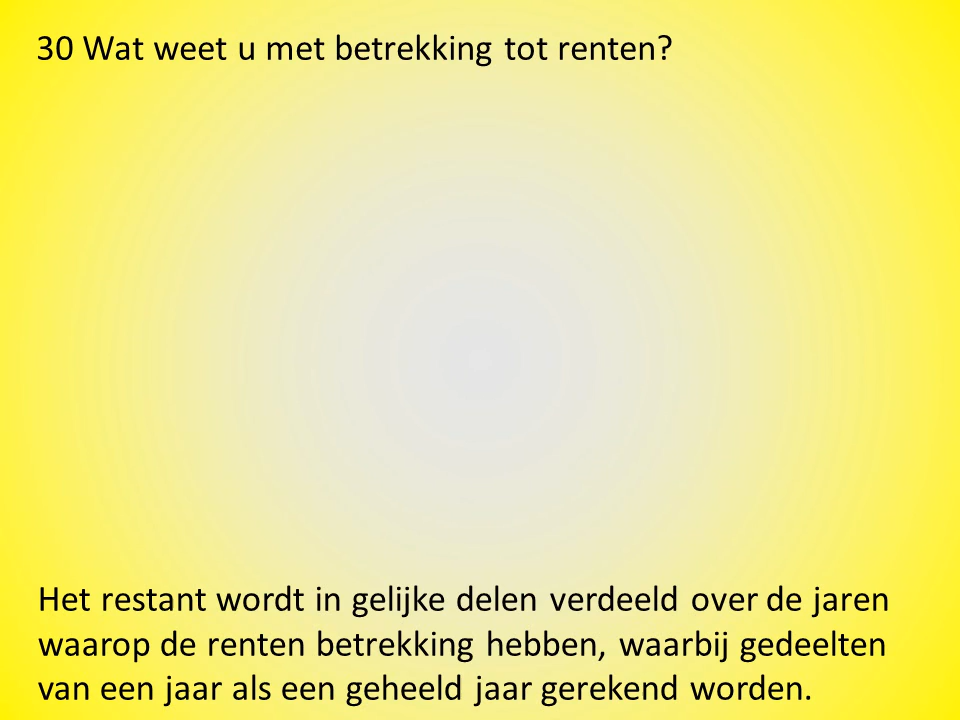 30 Wat weet u met betrekking tot renten?
Het restant wordt in gelijke delen verdeeld over de jaren
waarop de renten betrekking hebben, waarbij gedeelten
van een jaar als een geheeld jaar gerekend worden.